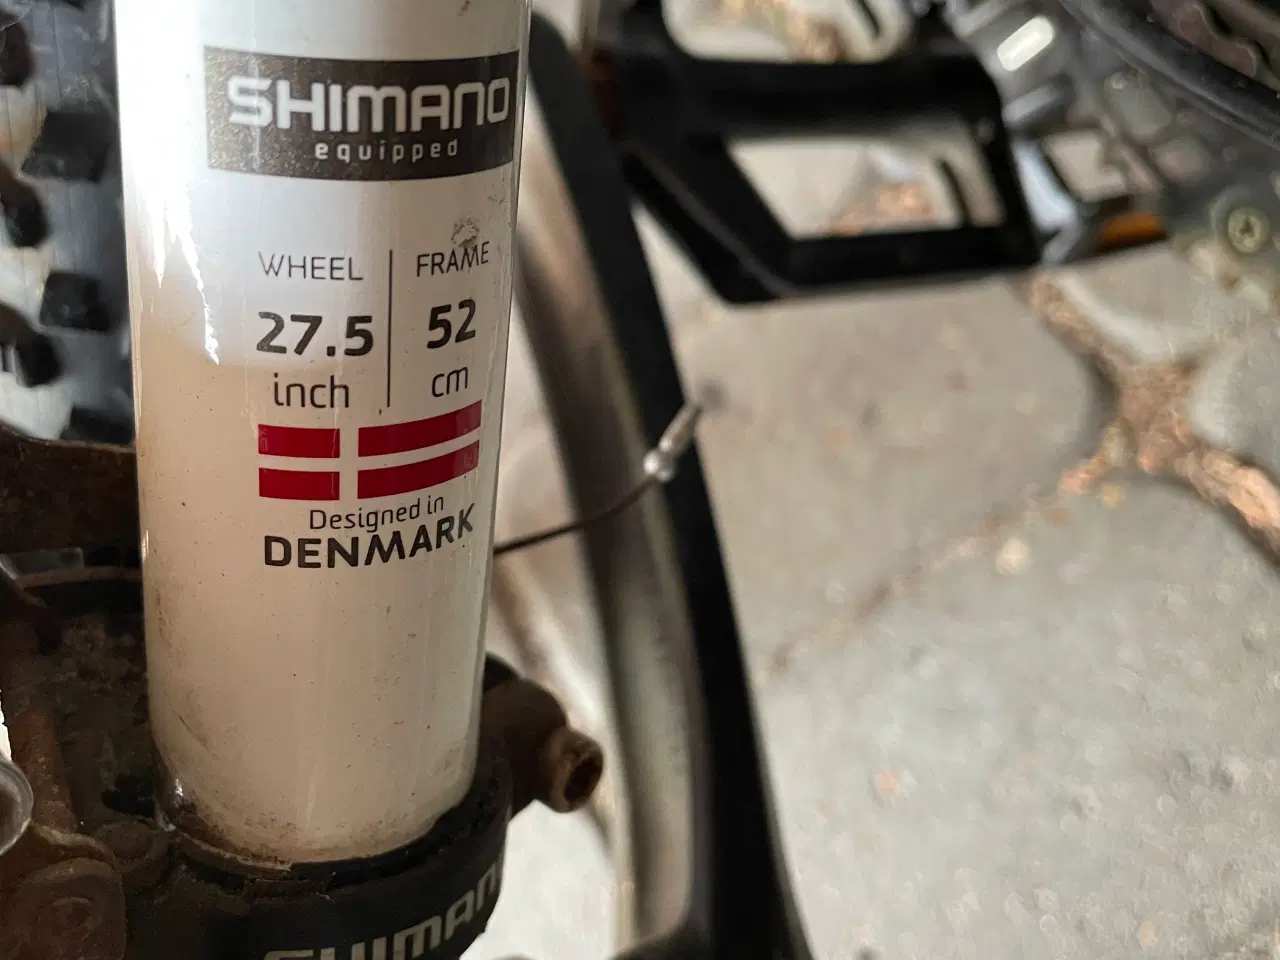 SHIMANO
equipped
WHEEL
27.5
inch
FRAME
52
cm
Designed in
DENMARK
SHIMANO